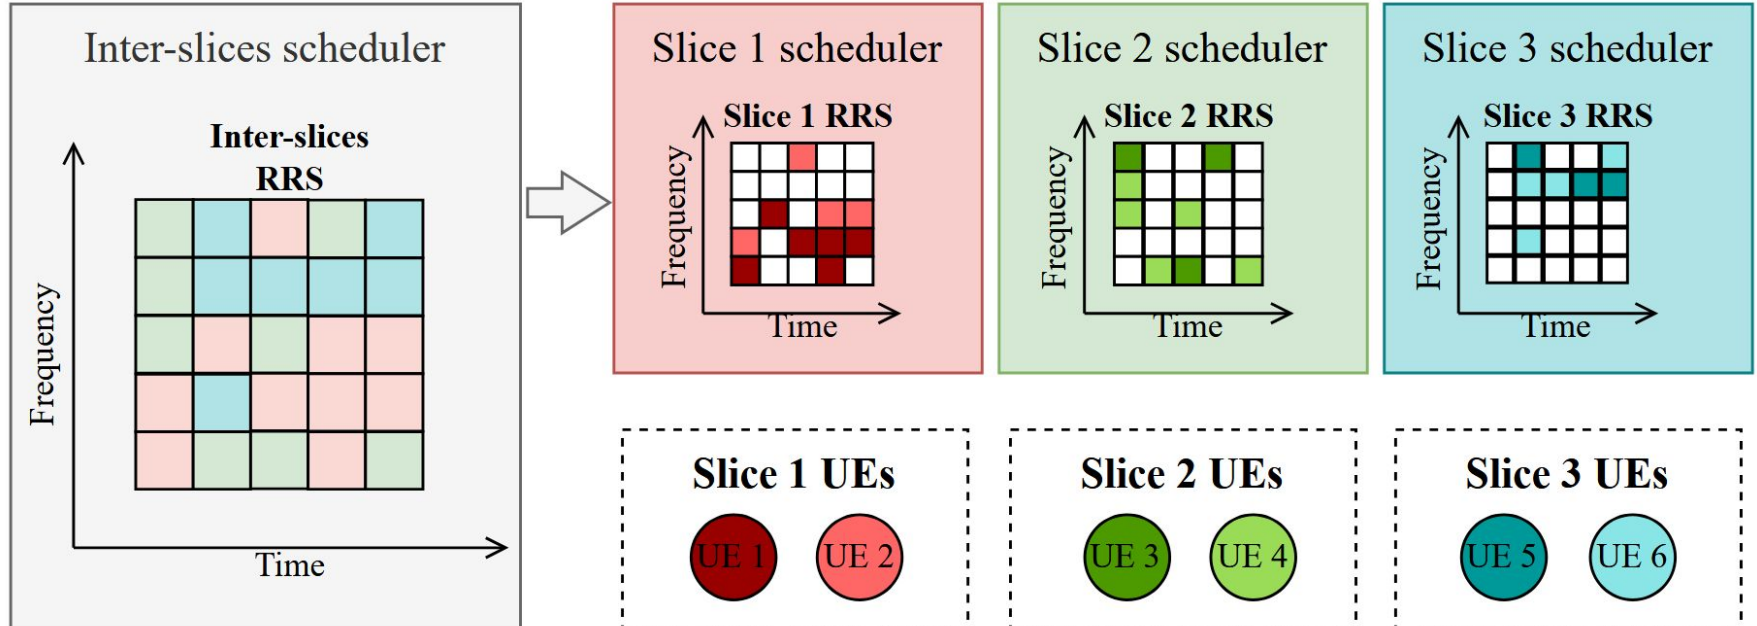 Inter-slices scheduler
Inter-slices
RRS
Frequency
Time
Slice 1 scheduler
Slice 1 RRS
Frequency
Time
Slice 2 scheduler
Slice 2 RRS
Frequency
Time
Slice 3 scheduler
Slice 3 RRS
Frequency
Time
Slice 1 UEs
UE 1
UE 2
Slice 2 UEs
UE 3
UE 4
Slice 3 UEs
UE 5
UE 6